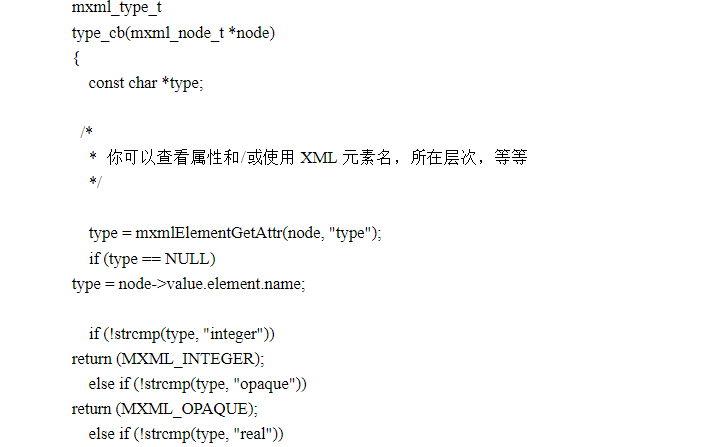 mxml_type_t
type_cb(mxml_node_t *node)
{
const char *type;
/*
* 你可以查看属性和/或使用 XML 元素名，所在层次，等等
*/
type = mxmlElementGetAttr(node, "type");
if (type == NULL)
type = node->value.element.name;
if (!strcmp(type, "integer"))
return (MXML_INTEGER);
else if (!strcmp(type, "opaque"))
return (MXML_OPAQUE);
else if (!strcmp(type, "real"))